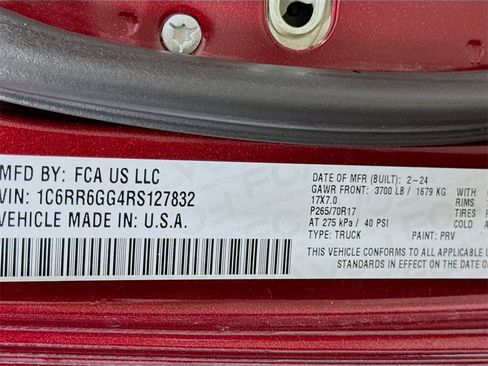 MFD BY: FCA US LLC
VIN: 1C6RR6GG4RS127832
VEHICLE MADE IN: U.S.A.
DATE OF MFR (BUILT): 2-24
GAWR FRONT: 3700 LB / 1679 KG WITH
17X7.0 RIMS
P265/70R17 TIRES
AT 275 kPa / 40 PSI COLD
TYPE: TRUCK PAINT: PRV
THIS VEHICLE CONFORMS TO ALL APPLICABLE
STANDARDS IN EFFECT ON THE DATE OF